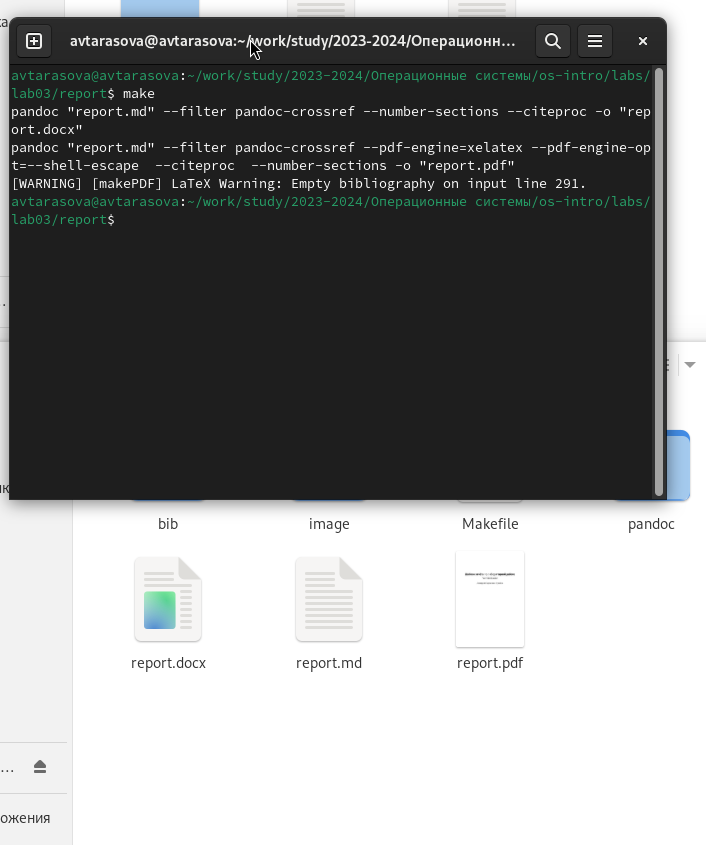 avtarasova@avtarasova:~/work/study/2023-2024/Операционн...
avtarasova@avtarasova:~/work/study/2023-2024/Операционные системы/os-intro/labs/
lab03/report$ make
pandoc "report.md" --filter pandoc-crossref --number-sections --citeproc -o "rep
ort.docx"
pandoc "report.md" --filter pandoc-crossref --pdf-engine=xelatex --pdf-engine-op
t=--shell-escape  --citeproc  --number-sections -o "report.pdf"
[WARNING] [makePDF] LaTeX Warning: Empty bibliography on input line 291.
avtarasova@avtarasova:~/work/study/2023-2024/Операционные системы/os-intro/labs/
lab03/report$
bib
image
Makefile
pandoc
report.docx
report.md
report.pdf
...
ожения